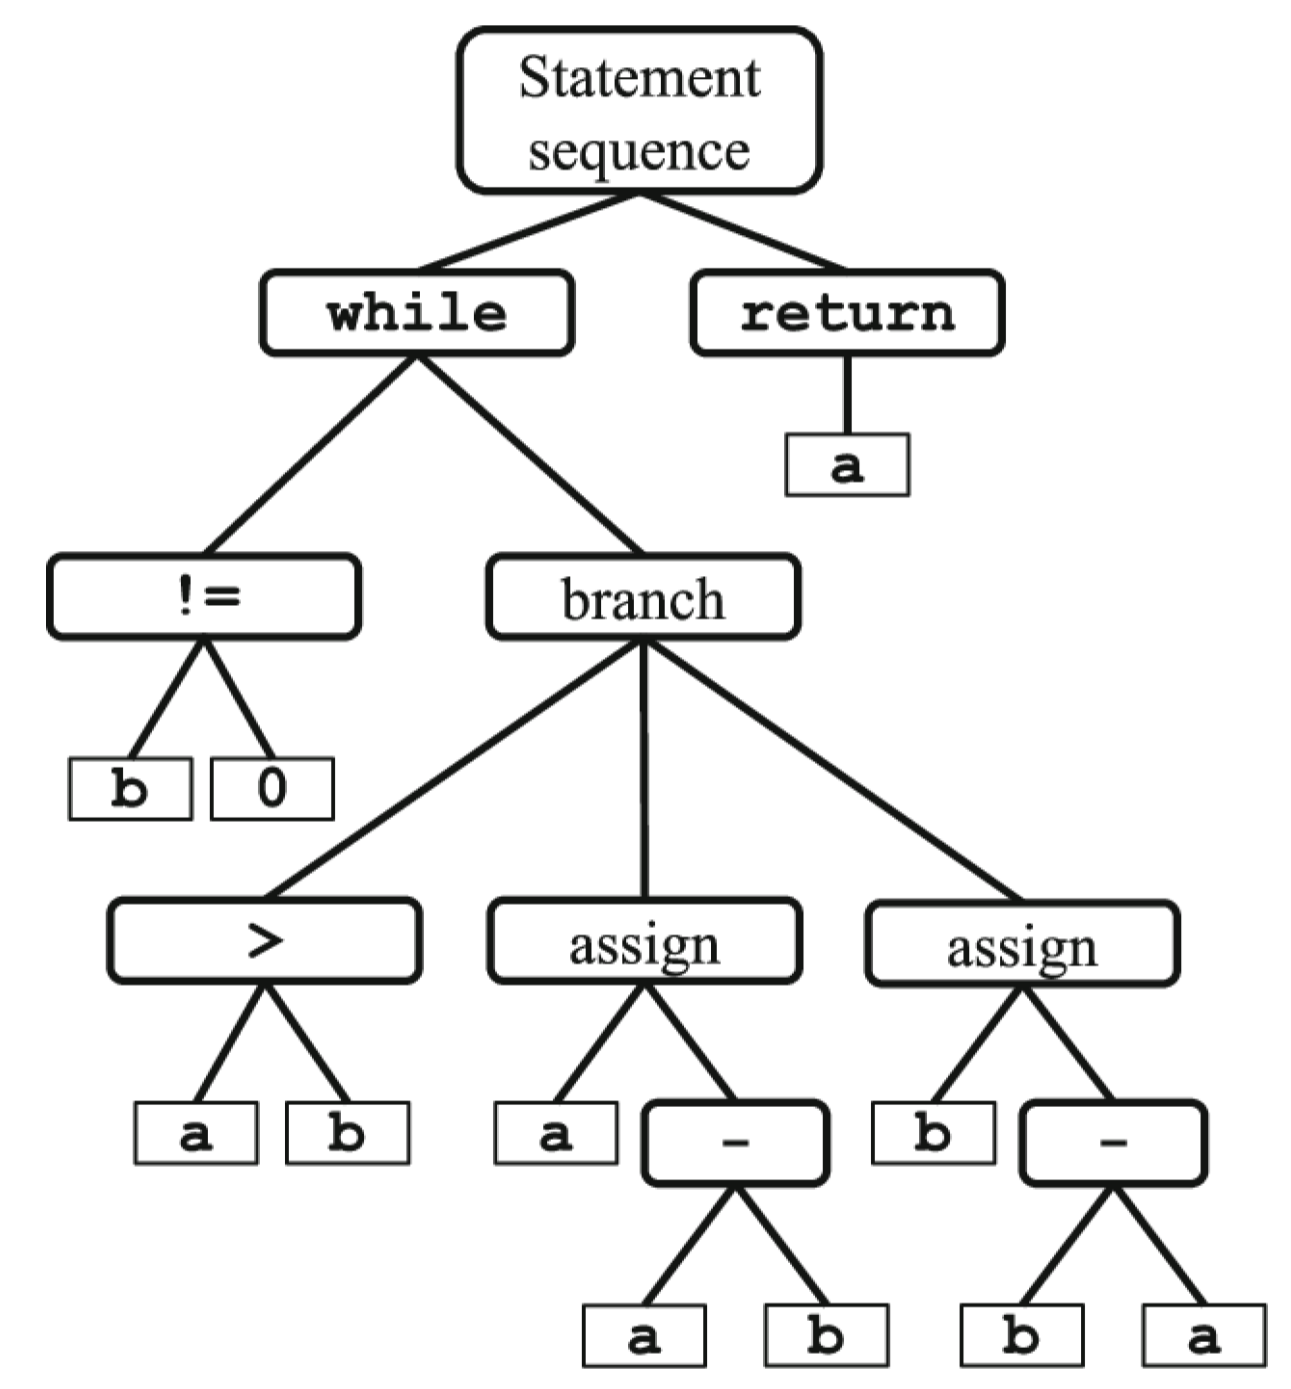 Statement
sequence
while
return
a
!=
branch
b
0
>
assign
assign
a
b
a
-
b
-
a
b
b
a